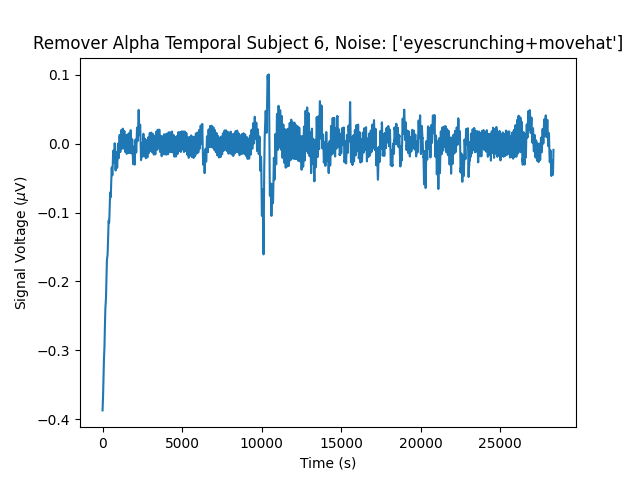 Remover Alpha Temporal Subject 6, Noise: ['eyescrunching+movehat']
0.1
0.0
−0.1
−0.2
−0.3
−0.4
Signal Voltage (μV)
0 5000 10000 15000 20000 25000
Time (s)